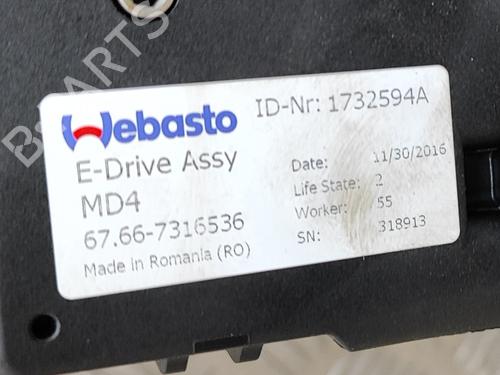 Webasto
ID-Nr: 1732594A
E-Drive Assy
MD4
67.66-7316536
Made in Romania (RO)
Date: 11/30/2016
Life State: 2
Worker: 55
SN: 318913